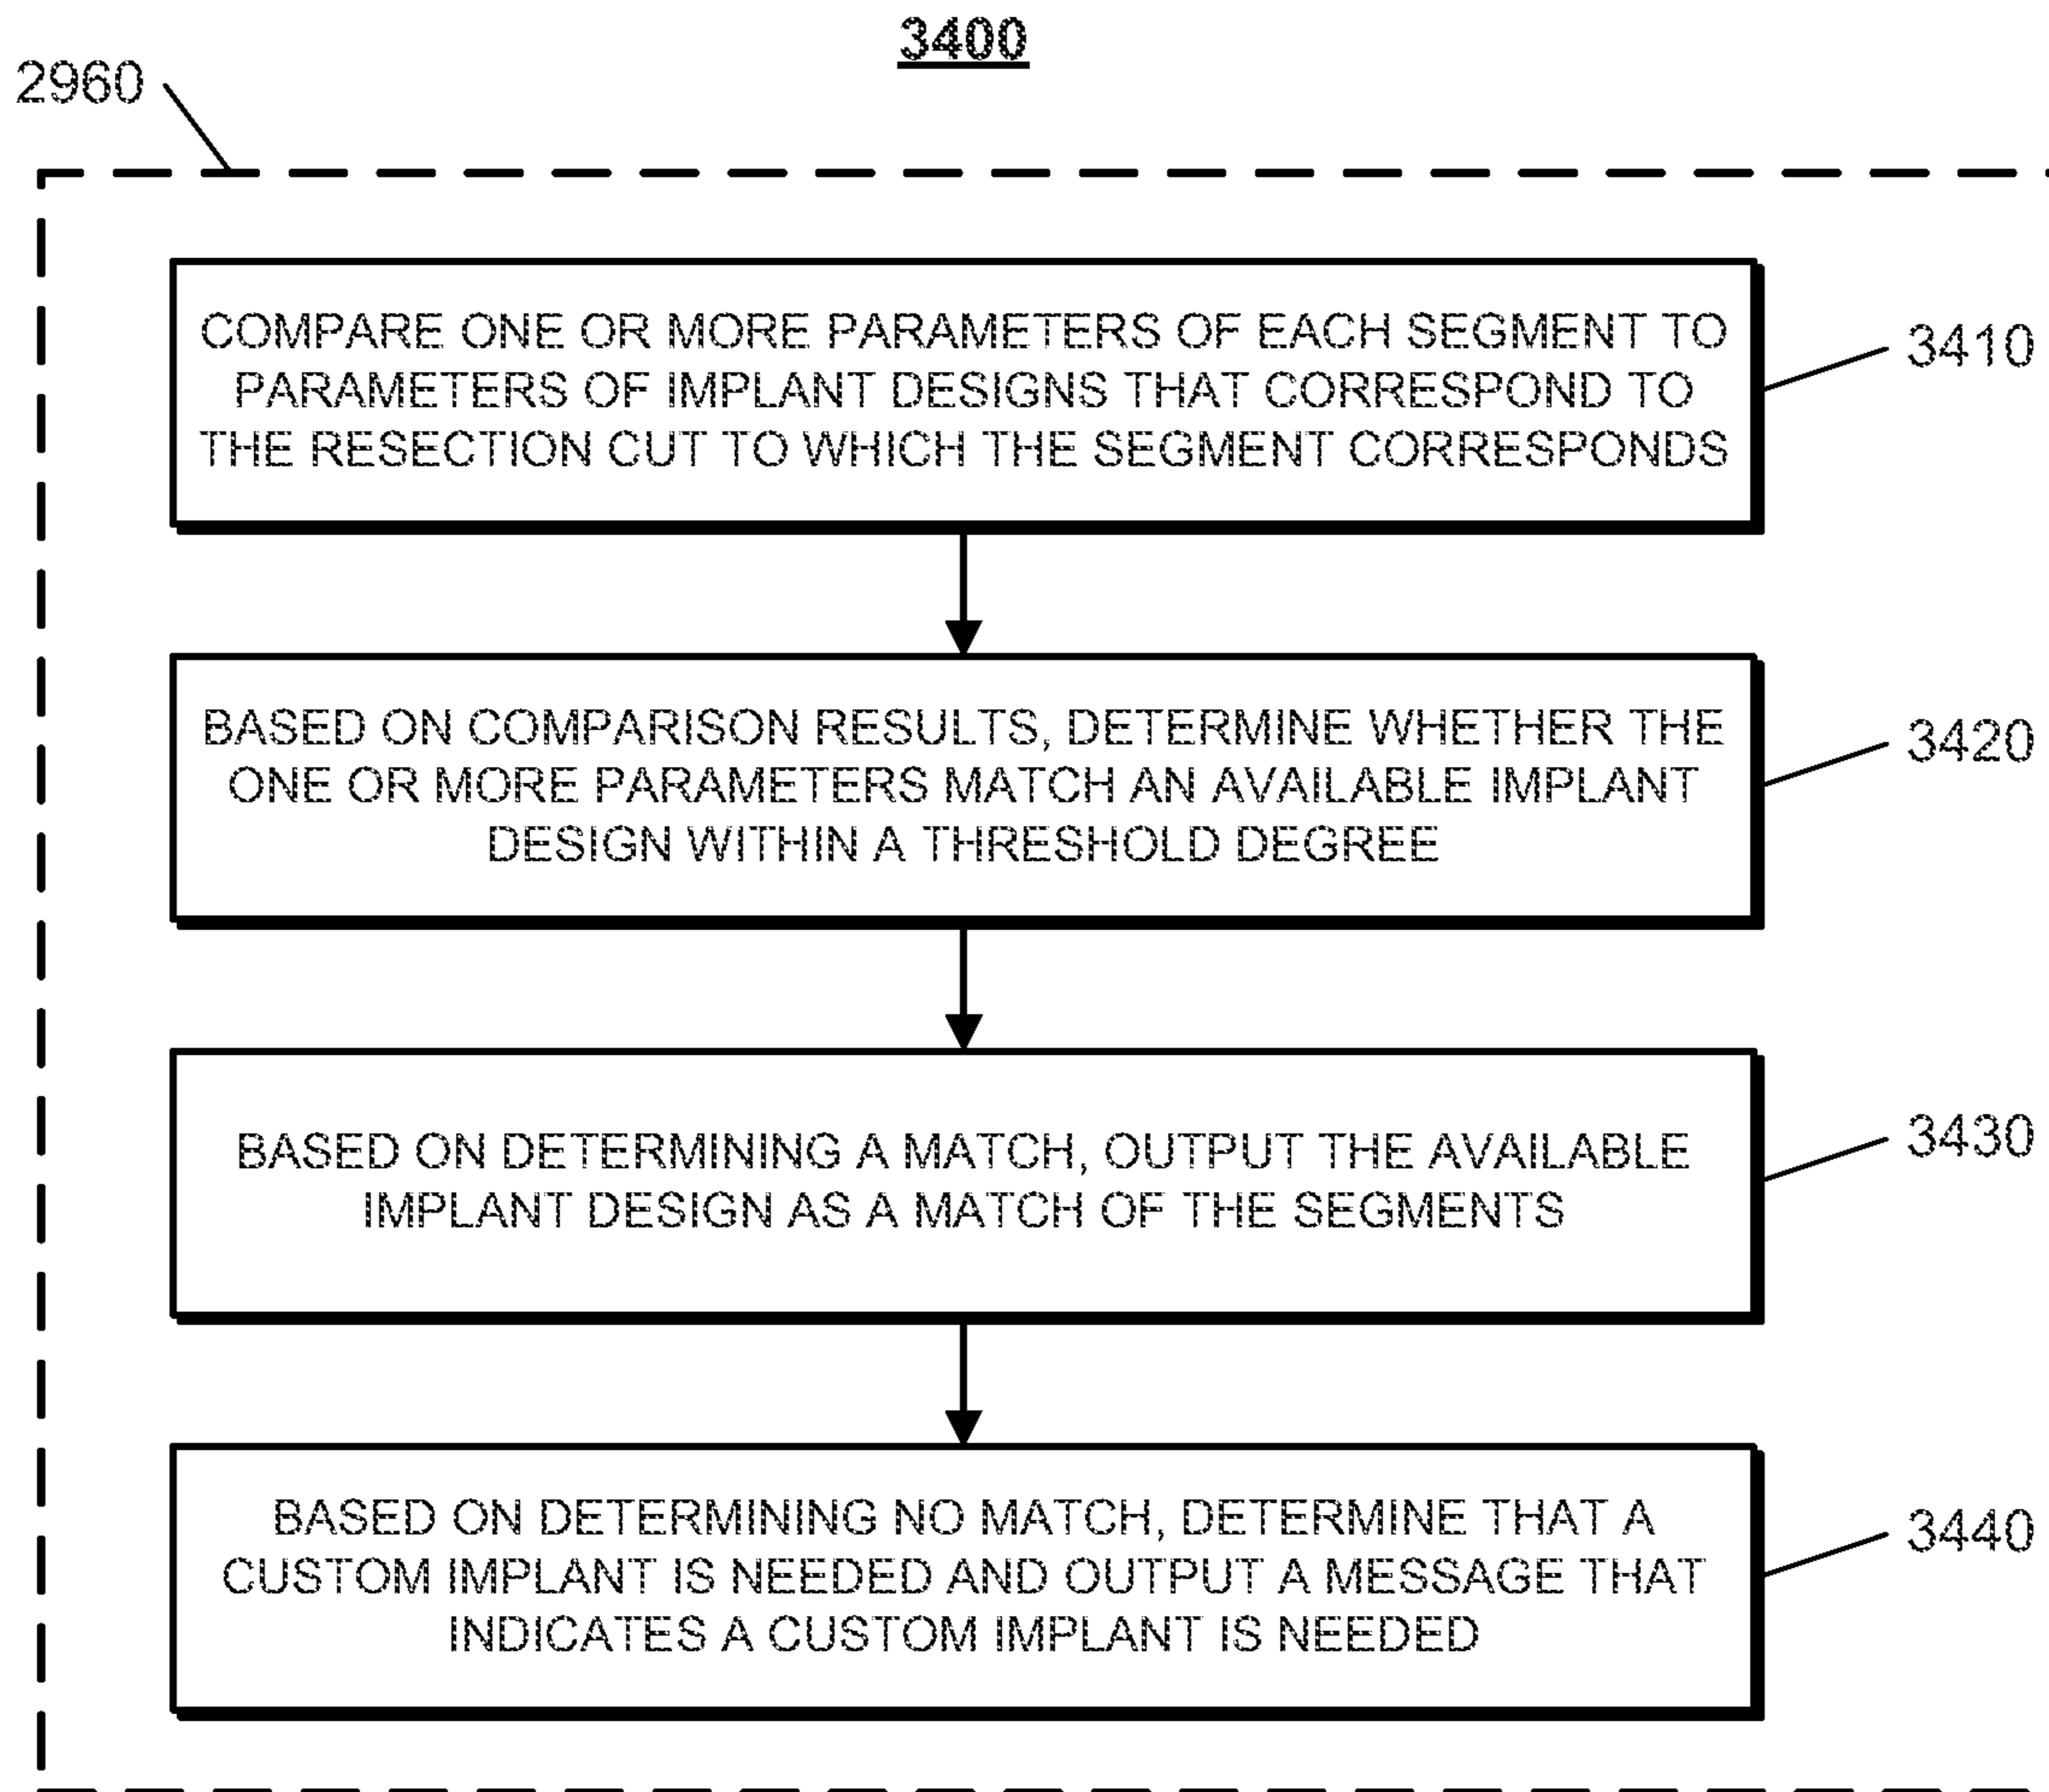 3400
2960
COMPARE ONE OR MORE PARAMETERS OF EACH SEGMENT TO
PARAMETERS OF IMPLANT DESIGNS THAT CORRESPOND TO
THE RESECTION CUT TO WHICH THE SEGMENT CORRESPONDS
3410
BASED ON COMPARISON RESULTS, DETERMINE WHETHER THE
ONE OR MORE PARAMETERS MATCH AN AVAILABLE IMPLANT
DESIGN WITHIN A THRESHOLD DEGREE
3420
BASED ON DETERMINING A MATCH, OUTPUT THE AVAILABLE
IMPLANT DESIGN AS A MATCH OF THE SEGMENTS
3430
BASED ON DETERMINING NO MATCH, DETERMINE THAT A
CUSTOM IMPLANT IS NEEDED AND OUTPUT A MESSAGE THAT
INDICATES A CUSTOM IMPLANT IS NEEDED
3440